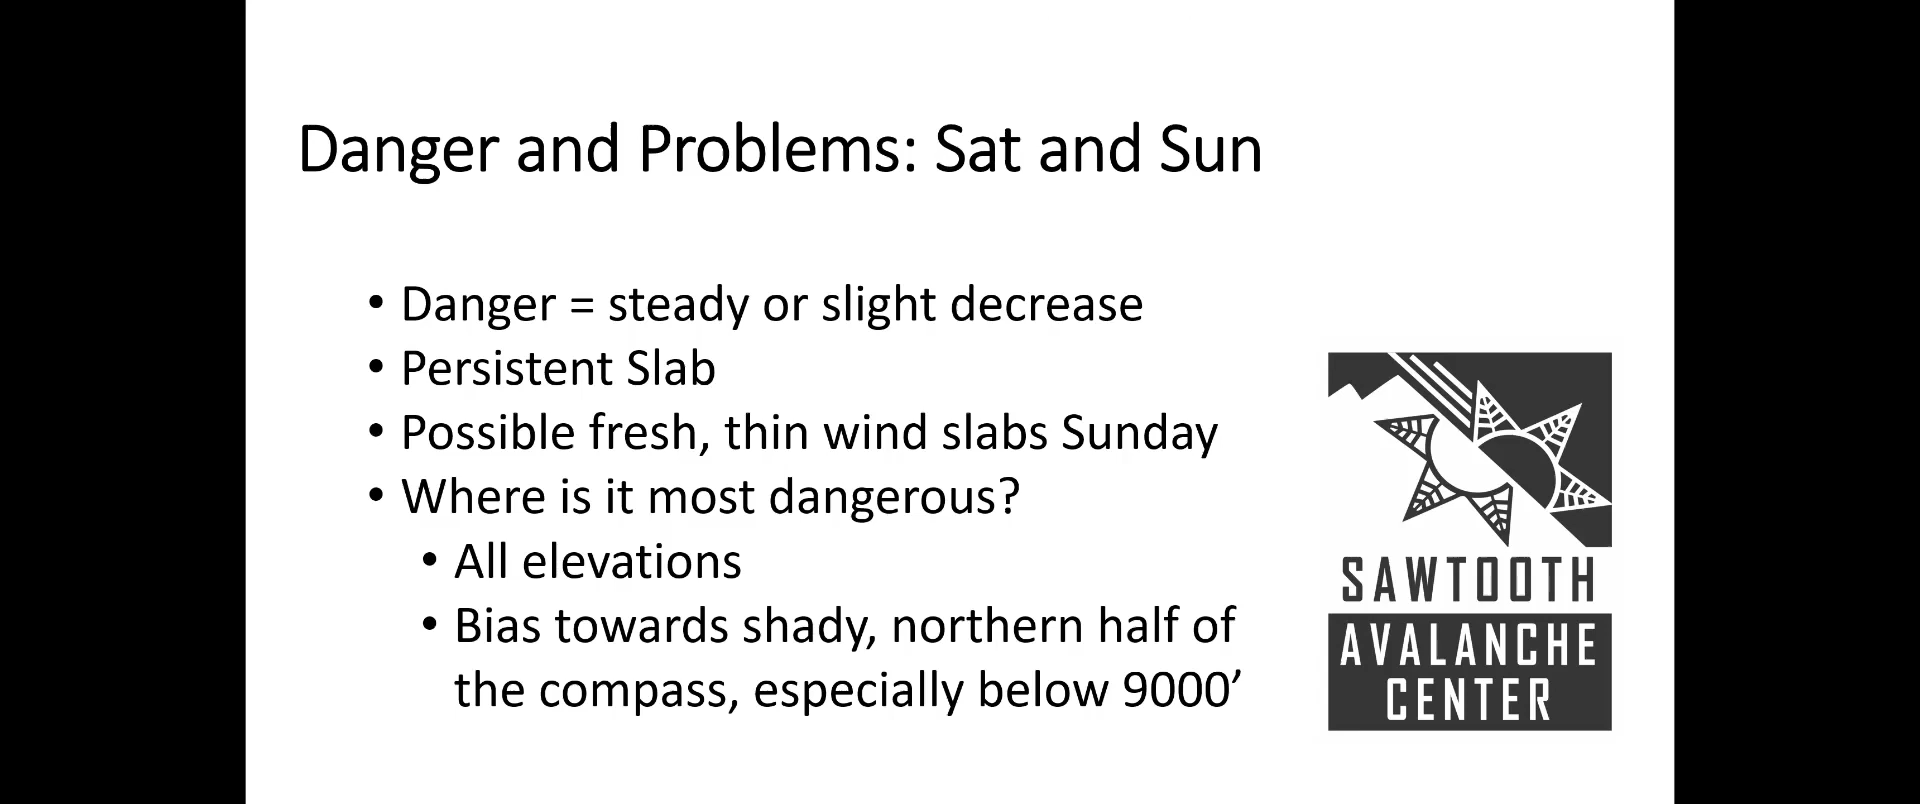 Danger and Problems: Sat and Sun
• Danger = steady or slight decrease
• Persistent Slab
• Possible fresh, thin wind slabs Sunday
• Where is it most dangerous?
• All elevations
• Bias towards shady, northern half of
the compass, especially below 9000’
SAWTOOTH
AVALANCHE
CENTER